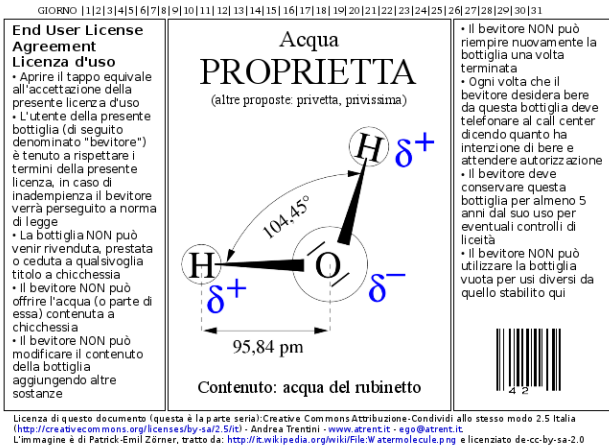 GIORNO |1|2|3|4|5|6|7|8|9|10|11|12|13|14|15|16|17|18|19|20|21|22|23|24|25|26|27|28|29|30|31
End User License
Agreement
Licenza d'uso
• Aprire il tappo equivale
all'accettazione della
presente licenza d'uso
• L'utente della presente
bottiglia (di seguito
denominato "bevitore")
è tenuto a rispettare i
termini della presente
licenza, in caso di
inadempienza il bevitore
verrà perseguito a norma
di legge
• La bottiglia NON può
venir rivenduta, prestata
o ceduta a qualsivoglia
titolo a chicchessia
• Il bevitore NON può
offrire l'acqua (o parte di
essa) contenuta a
chicchessia
• Il bevitore NON può
modificare il contenuto
della bottiglia
aggiungendo altre
sostanze
Acqua
PROPRIETTA
(altre proposte: privetta, privissima)
H δ+
104,45°
H O
δ+ δ−
95,84 pm
Contenuto: acqua del rubinetto
• Il bevitore NON può
riempire nuovamente la
bottiglia una volta
terminata
• Ogni volta che il
bevitore desidera bere
da questa bottiglia deve
telefonare al call center
dicendo quanto ha
intenzione di bere e
attendere autorizzazione
• Il bevitore deve
conservare questa
bottiglia per almeno 5
anni dal suo uso per
eventuali controlli di
liceità
• Il bevitore NON può
utilizzare la bottiglia
vuota per usi diversi da
quello stabilito qui
42
Licenza di questo documento (questa è la parte seria):Creative Commons Attribuzione-Condividi allo stesso modo 2.5 Italia
(http://creativecommons.org/licenses/by-sa/2.5/it) - Andrea Trentini - www.atrent.it - ego@atrent.it.
L'immagine è di Patrick-Emil Zörner, tratto da: http://it.wikipedia.org/wiki/File:Watermolecule.png e licenziato de-cc-by-sa-2.0